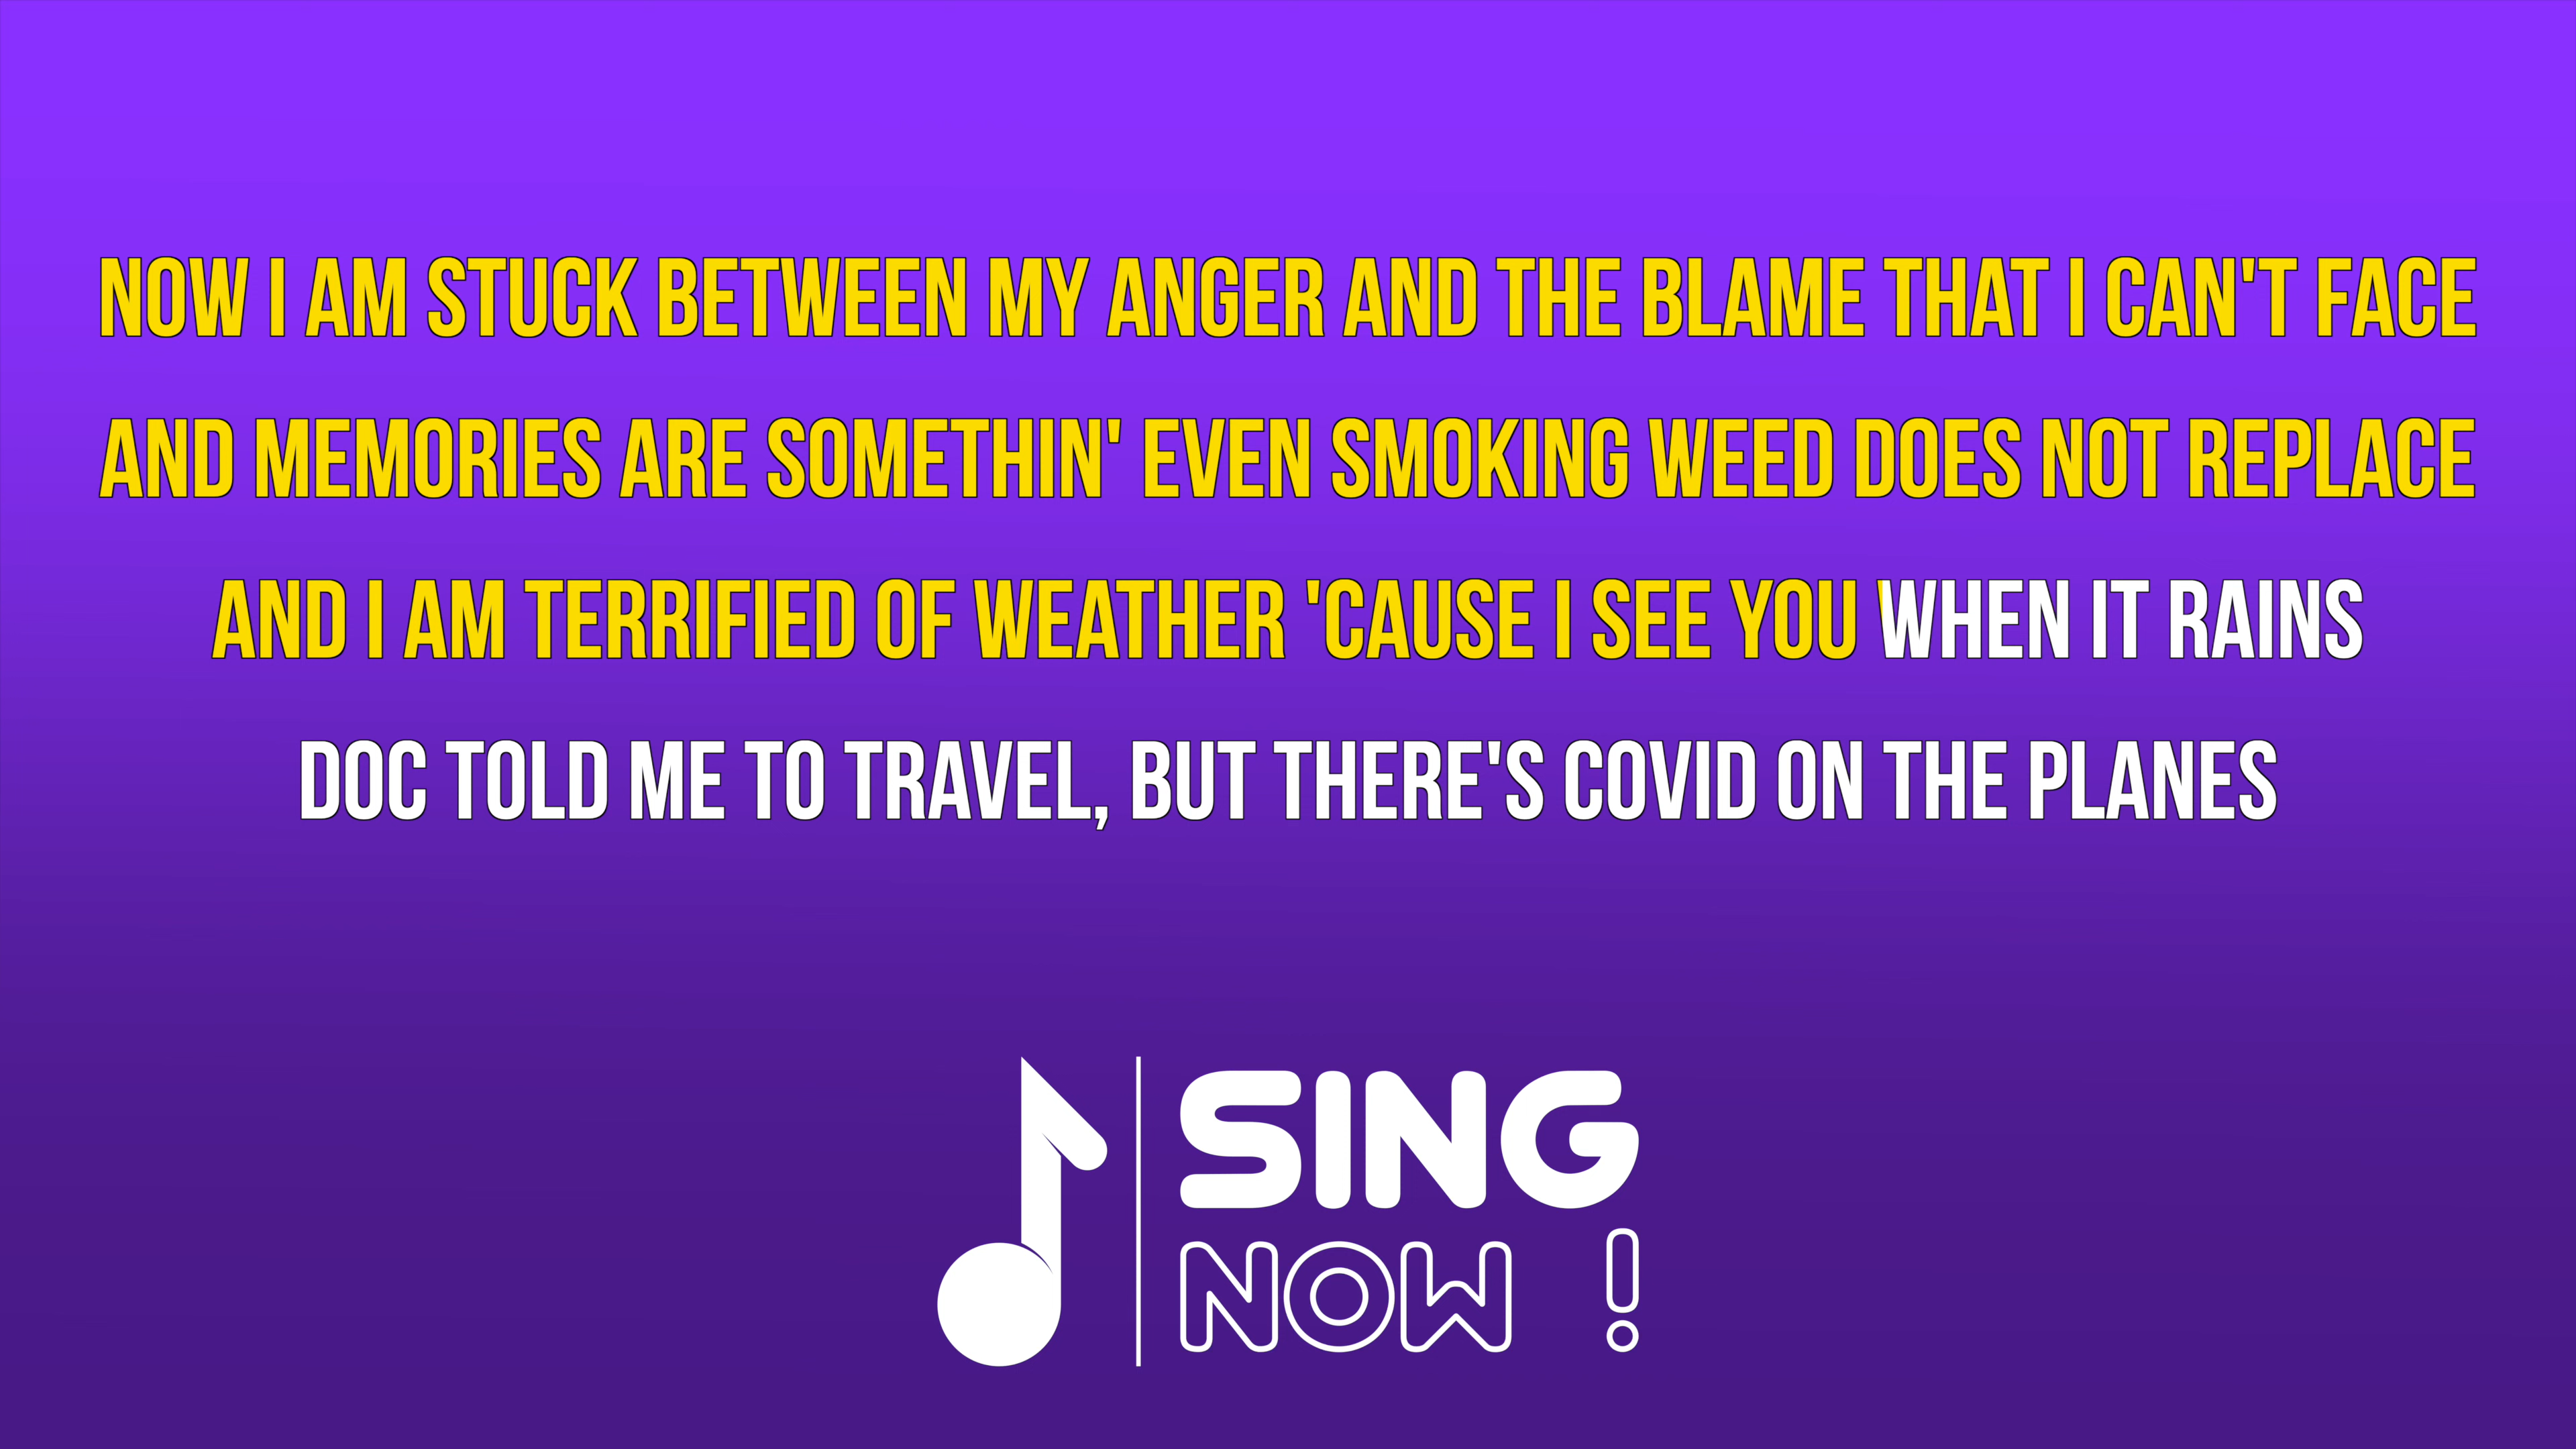 NOW I AM STUCK BETWEEN MY ANGER AND THE BLAME THAT I CAN'T FACE
AND MEMORIES ARE SOMETHIN' EVEN SMOKING WEED DOES NOT REPLACE
AND I AM TERRIFIED OF WEATHER 'CAUSE I SEE YOU WHEN IT RAINS
DOC TOLD ME TO TRAVEL, BUT THERE'S COVID ON THE PLANES
SING
NOW !